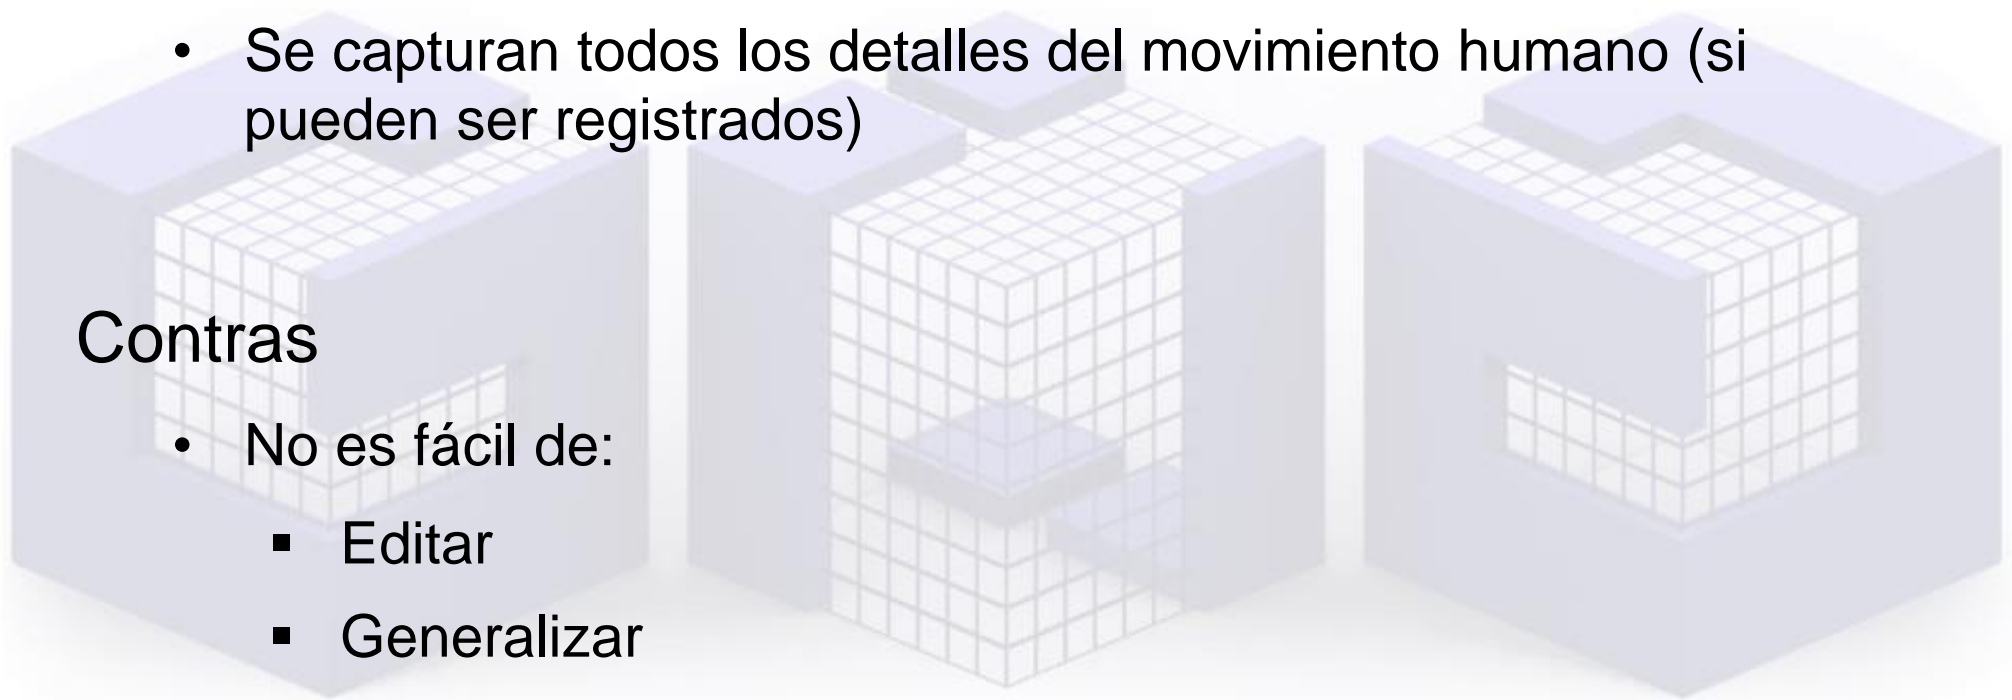 • Se capturan todos los detalles del movimiento humano (si
pueden ser registrados)
Contras
• No es fácil de:
▪ Editar
▪ Generalizar